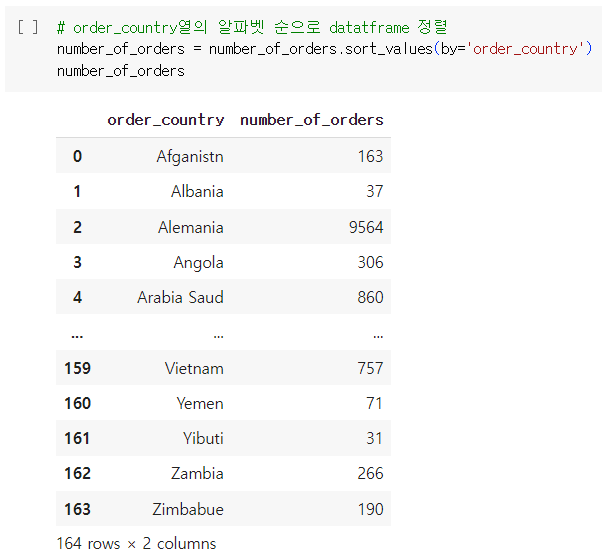 [ ] # order_country열의 알파벳 순으로 datatframe 정렬
number_of_orders = number_of_orders.sort_values(by='order_country')
number_of_orders
order_country number_of_orders
0 Afganistn 163
1 Albania 37
2 Alemania 9564
3 Angola 306
4 Arabia Saud 860
... ... ...
159 Vietnam 757
160 Yemen 71
161 Yibuti 31
162 Zambia 266
163 Zimbabue 190
164 rows × 2 columns